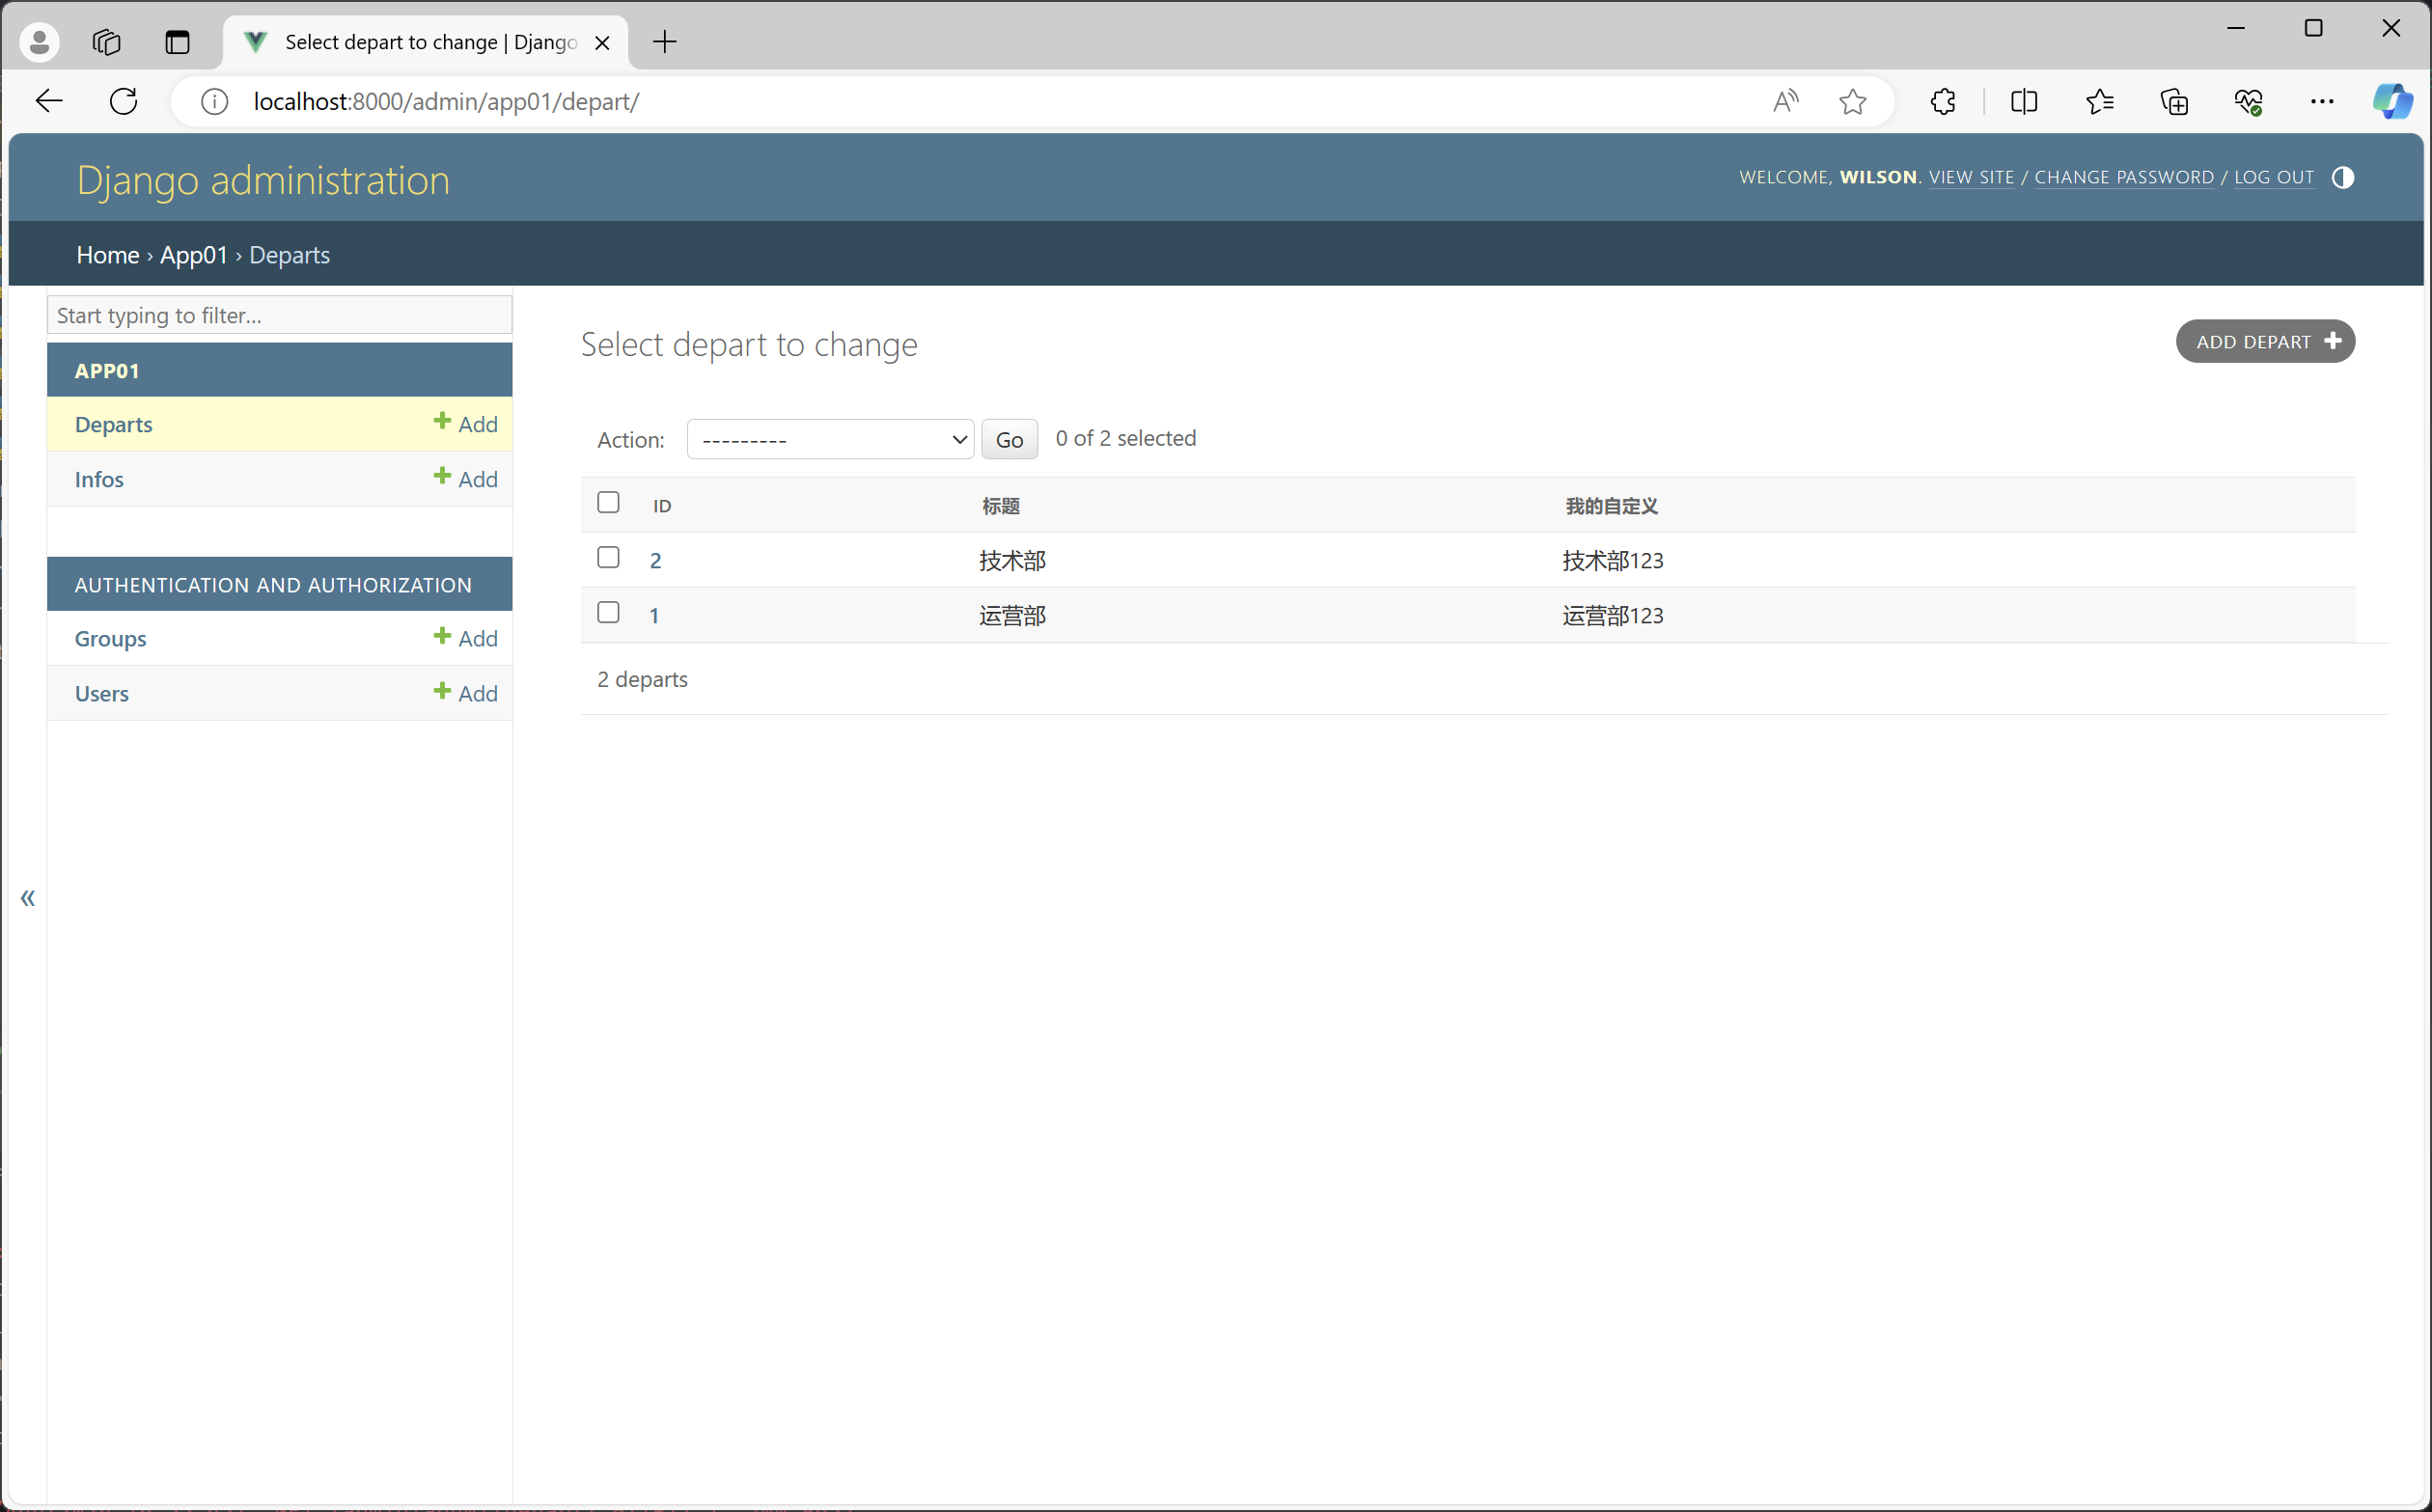 Select depart to change | Django
localhost:8000/admin/app01/depart/
Django administration
WELCOME, WILSON. VIEW SITE / CHANGE PASSWORD / LOG OUT
Home › App01 › Departs
Start typing to filter...
APP01
Departs + Add
Infos + Add
AUTHENTICATION AND AUTHORIZATION
Groups + Add
Users + Add
«
Select depart to change
ADD DEPART +
Action: --------- Go 0 of 2 selected
ID 标题 我的自定义
2 技术部 技术部123
1 运营部 运营部123
2 departs